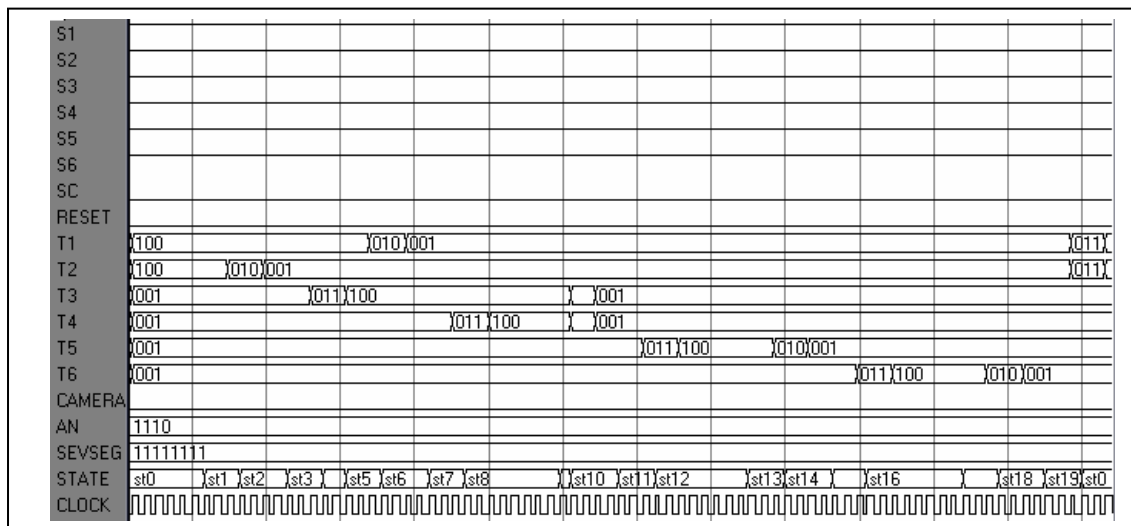 S1
S2
S3
S4
S5
S6
SC
RESET
T1 100 010 001 011
T2 100 010 001 011
T3 001 011 100 001
T4 001 011 100 001
T5 001 011 100 010 001
T6 001 011 100 010 001
CAMERA
AN 1110
SEVSEG 11111111
STATE st0 st1 st2 st3 st5 st6 st7 st8 st10 st11 st12 st13 st14 st16 st18 st19 st0
CLOCK